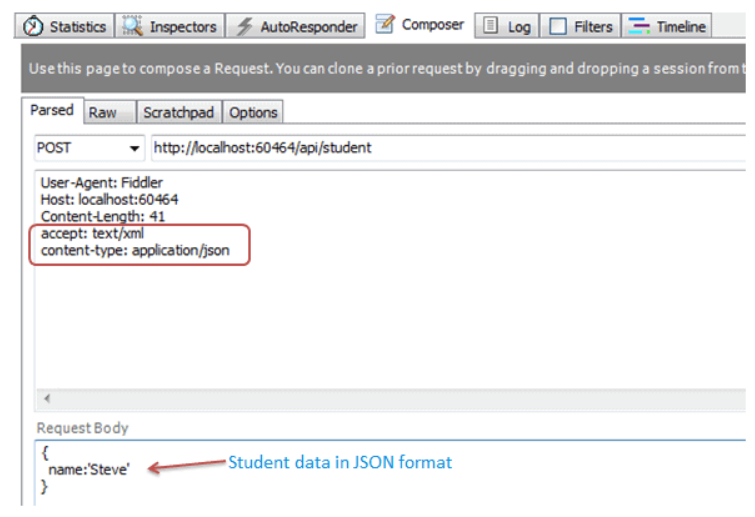 Statistics Inspectors AutoResponder Composer Log Filters Timeline
Use this page to compose a Request. You can clone a prior request by dragging and dropping a session from t
Parsed Raw Scratchpad Options
POST http://localhost:60464/api/student
User-Agent: Fiddler
Host: localhost:60464
Content-Length: 41
accept: text/xml
content-type: application/json
Request Body
{
name:'Steve' Student data in JSON format
}